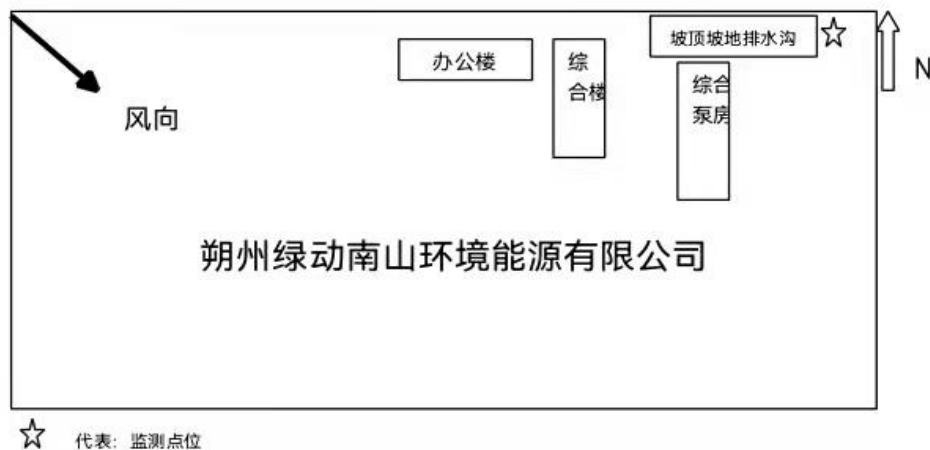 坡顶坡地排水沟
办公楼
综
合楼
综合
泵房
N
风向
朔州绿动南山环境能源有限公司
代表：监测点位